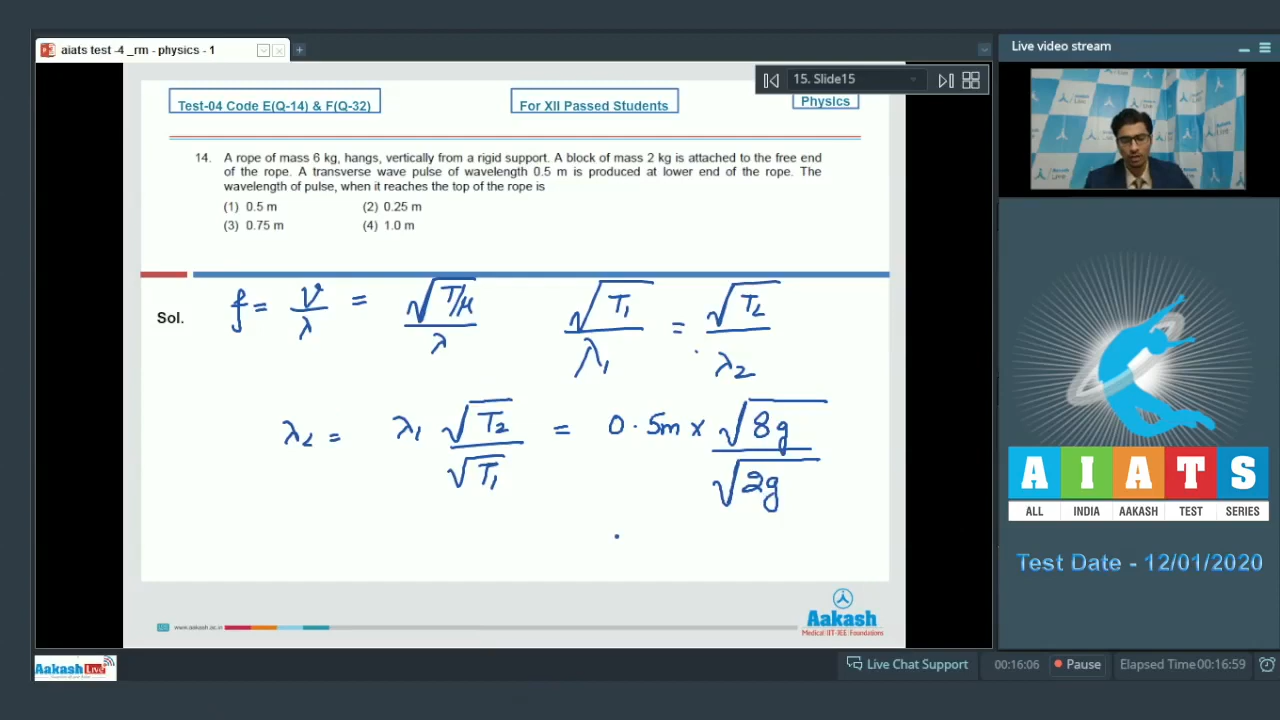 aiats test -4 _rm - physics - 1
Live video stream
15. Slide15
Test-04 Code E(Q-14) & F(Q-32)
For XII Passed Students
Physics
14. A rope of mass 6 kg, hangs, vertically from a rigid support. A block of mass 2 kg is attached to the free end
of the rope. A transverse wave pulse of wavelength 0.5 m is produced at lower end of the rope. The
wavelength of pulse, when it reaches the top of the rope is
(1) 0.5 m (2) 0.25 m
(3) 0.75 m (4) 1.0 m
Sol.
f = V/λ = √(T/μ)/λ √T₁/λ₁ = √T₂/λ₂
λ₂ = λ₁ √T₂/√T₁ = 0.5m × √8g/√2g
A I A T S
ALL INDIA AAKASH TEST SERIES
Test Date - 12/01/2020
www.aakash.ac.in
Aakash
Medical|IIT-JEE|Foundations
Aakash Live
Live Chat Support
00:16:06
Pause
Elapsed Time 00:16:59